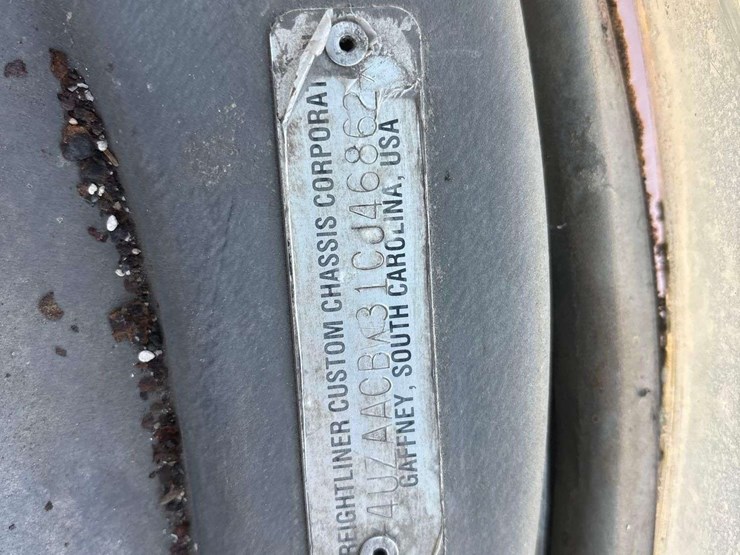 REIGHTLINER CUSTOM CHASSIS CORPORAT
4UZAACBW31CJ46862*
GAFFNEY, SOUTH CAROLINA, USA